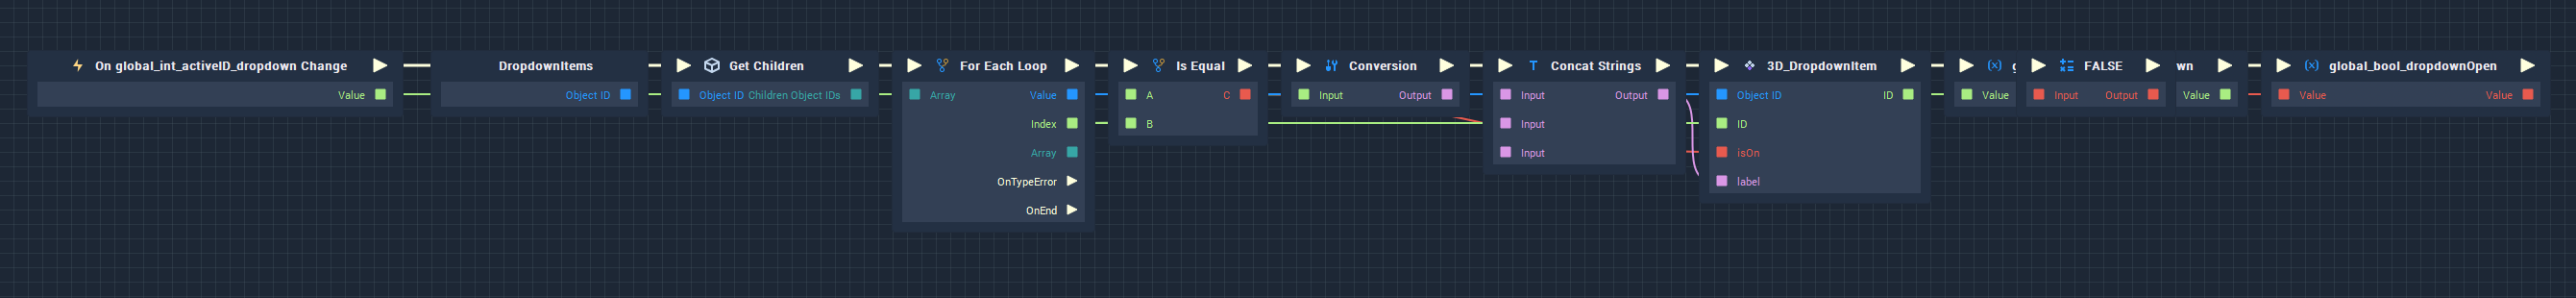 On global_int_activeID_dropdown Change
Value
DropdownItems
Object ID
Get Children
Object ID Children Object IDs
For Each Loop
Array Value
Index
Array
OnTypeError
OnEnd
Is Equal
A C
B
Conversion
Input Output
Concat Strings
Input Output
Input
Input
3D_DropdownItem
Object ID ID
ID
isOn
label
Value
FALSE
Input Output
wn
Value
global_bool_dropdownOpen
Value Value